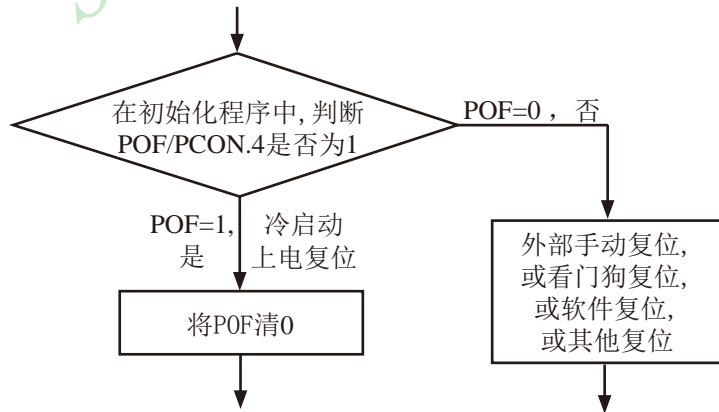 在初始化程序中, 判断
POF/PCON.4是否为1
POF=0 ，否
POF=1,
是
冷启动
上电复位
将POF清0
外部手动复位,
或看门狗复位,
或软件复位,
或其他复位